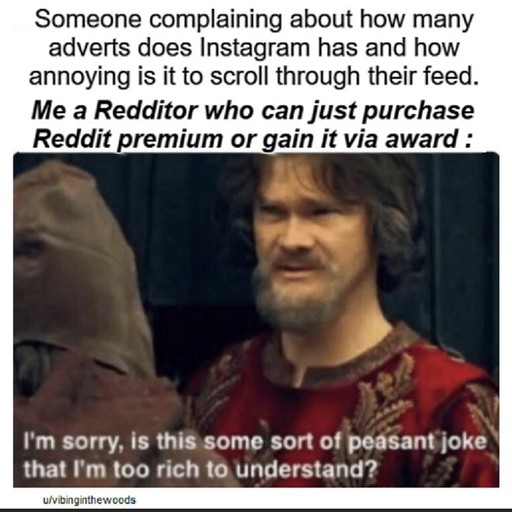 Someone complaining about how many
adverts does Instagram has and how
annoying is it to scroll through their feed.
Me a Redditor who can just purchase
Reddit premium or gain it via award :
I'm sorry, is this some sort of peasant joke
that I'm too rich to understand?
u/vibinginthewoods